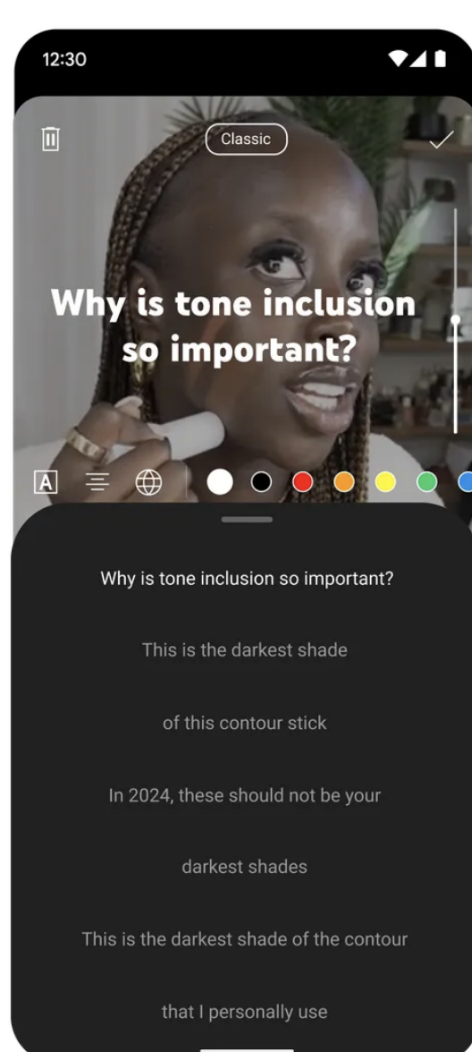 12:30
Classic
Why is tone inclusion
so important?
A
Why is tone inclusion so important?
This is the darkest shade
of this contour stick
In 2024, these should not be your
darkest shades
This is the darkest shade of the contour
that I personally use